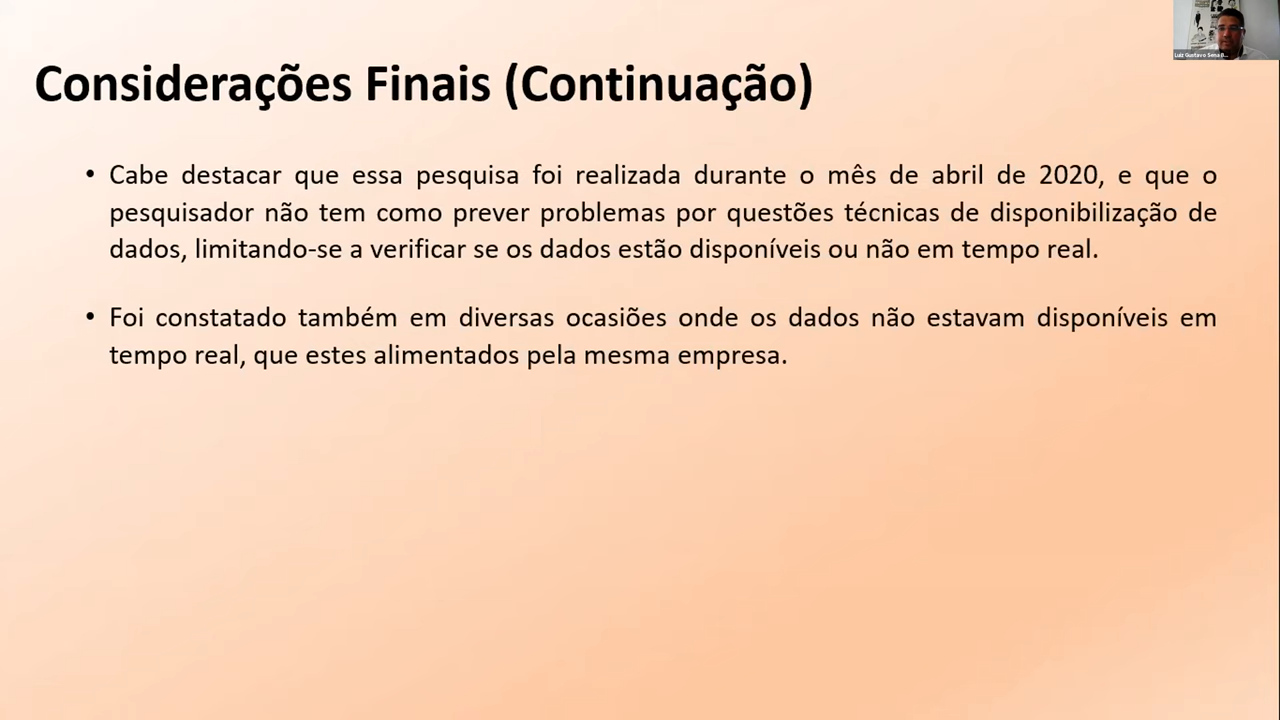 Luiz Gustavo Sena B...
Considerações Finais (Continuação)
• Cabe destacar que essa pesquisa foi realizada durante o mês de abril de 2020, e que o
pesquisador não tem como prever problemas por questões técnicas de disponibilização de
dados, limitando-se a verificar se os dados estão disponíveis ou não em tempo real.
• Foi constatado também em diversas ocasiões onde os dados não estavam disponíveis em
tempo real, que estes alimentados pela mesma empresa.